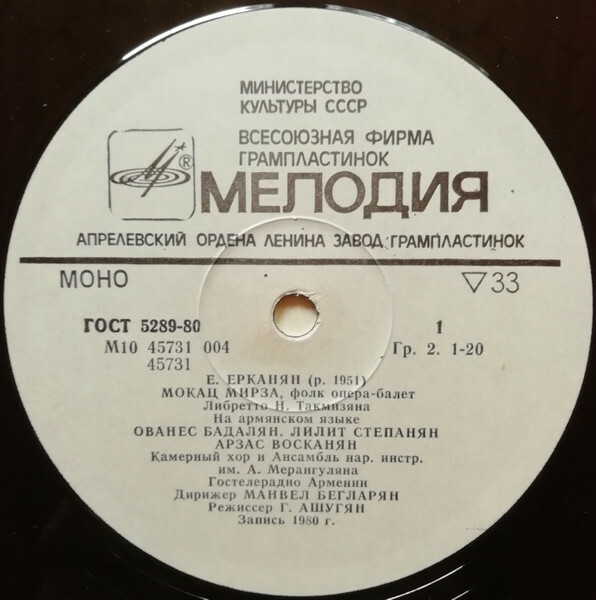 МИНИСТЕРСТВО
КУЛЬТУРЫ СССР
ВСЕСОЮЗНАЯ ФИРМА
ГРАМПЛАСТИНОК
®
МЕЛОДИЯ
АПРЕЛЕВСКИЙ ОРДЕНА ЛЕНИНА ЗАВОД ГРАМПЛАСТИНОК
МОНО ▽33
ГОСТ 5289-80 1
М10 45731 004 Гр. 2. 1-20
45731
Е. ЕРКАНЯН (р. 1951)
МОКАЦ МИРЗА, фолк опера-балет
Либретто Н. Такмизяна
На армянском языке
ОВАНЕС БАДАЛЯН. ЛИЛИТ СТЕПАНЯН
АРЗАС ВОСКАНЯН
Камерный хор и Ансамбль нар. инстр.
им. А. Мерангуляна
Гостелерадио Армении
Дирижер МАНВЕЛ БЕГЛАРЯН
Режиссер Г. АШУГЯН
Запись 1980 г.